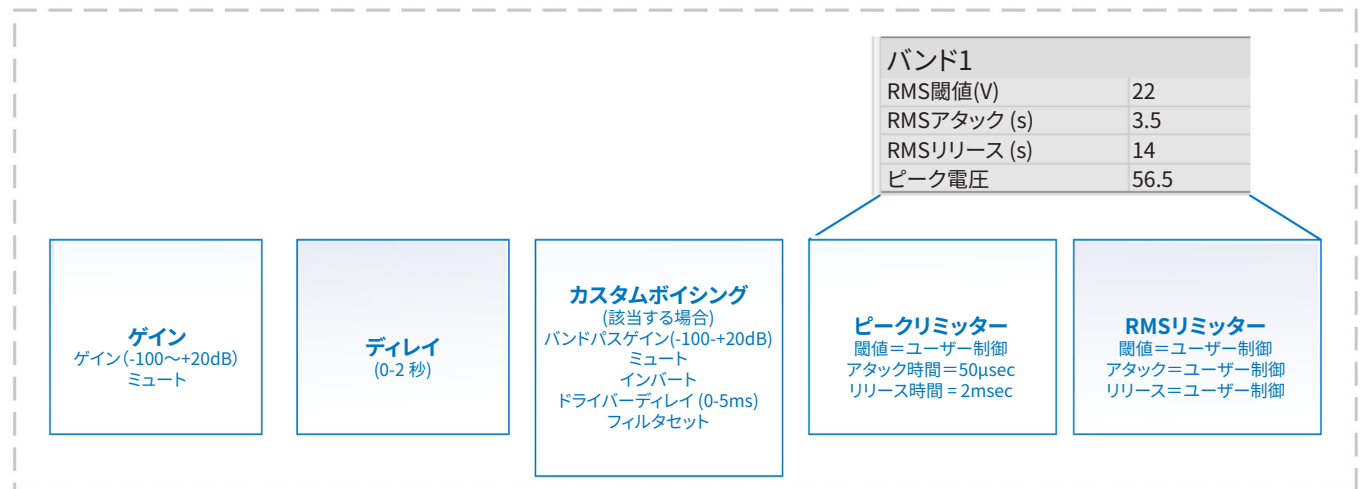 バンド1
RMS閾値(V) 22
RMSアタック (s) 3.5
RMSリリース (s) 14
ピーク電圧 56.5
ゲイン
ゲイン（-100～+20dB）
ミュート
ディレイ
(0-2 秒)
カスタムボイシング
(該当する場合)
バンドパスゲイン(-100-+20dB)
ミュート
インバート
ドライバーディレイ (0-5ms)
フィルタセット
ピークリミッター
閾値＝ユーザー制御
アタック時間＝50μsec
リリース時間 = 2msec
RMSリミッター
閾値＝ユーザー制御
アタック＝ユーザー制御
リリース＝ユーザー制御